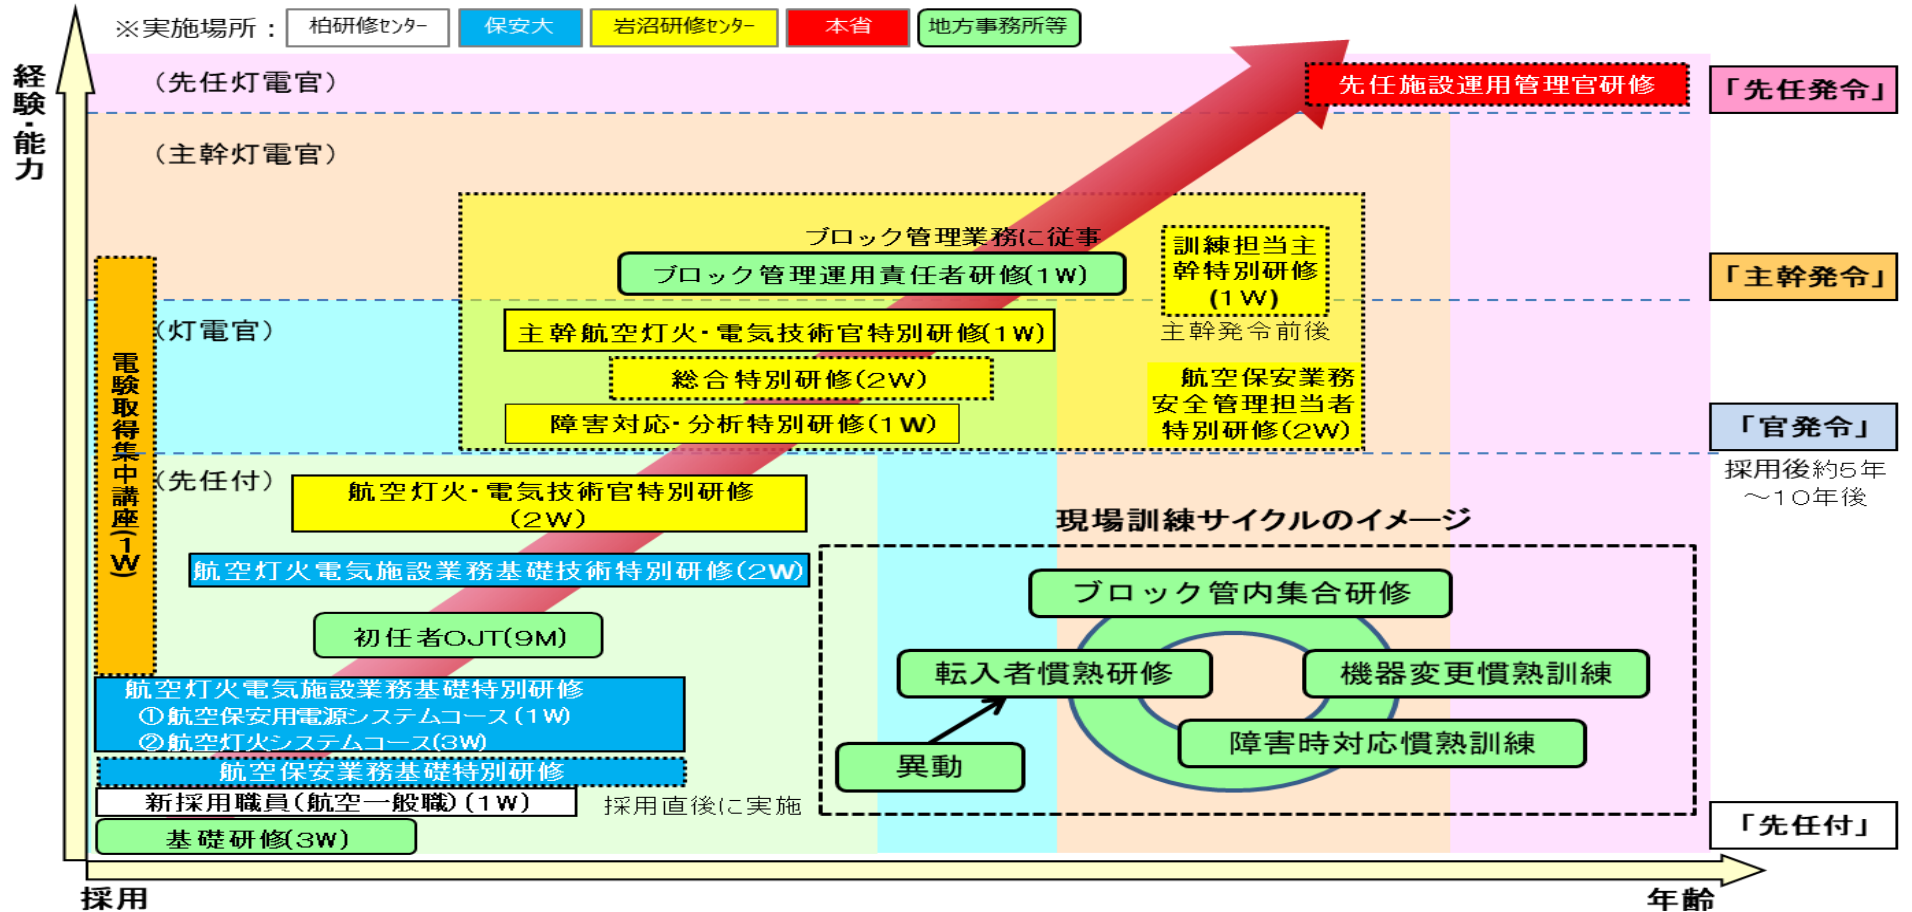 ※実施場所：
柏研修ｾﾝﾀｰ
保安大
岩沼研修ｾﾝﾀｰ
本省
地方事務所等
経験・能力
（先任灯電官）
先任施設運用管理官研修
「先任発令」
（主幹灯電官）
ブロック管理業務に従事
ブロック管理運用責任者研修(1W)
訓練担当主
幹特別研修
(1W)
主幹発令前後
「主幹発令」
（灯電官）
主幹航空灯火・電気技術官特別研修(1W)
総合特別研修(2W)
障害対応・分析特別研修(1W)
航空保安業務
安全管理担当者
特別研修(2W)
「官発令」
採用後約5年
～10年後
電験取得集中講座(1W)
（先任付）
航空灯火・電気技術官特別研修
(2W)
航空灯火電気施設業務基礎技術特別研修(2W)
初任者OJT(9M)
航空灯火電気施設業務基礎特別研修
①航空保安用電源システムコース(1W)
②航空灯火システムコース(3W)
航空保安業務基礎特別研修
新採用職員(航空一般職)(1W)
採用直後に実施
基礎研修(3W)
現場訓練サイクルのイメージ
ブロック管内集合研修
転入者慣熟研修
機器変更慣熟訓練
障害時対応慣熟訓練
異動
「先任付」
採用
年齢